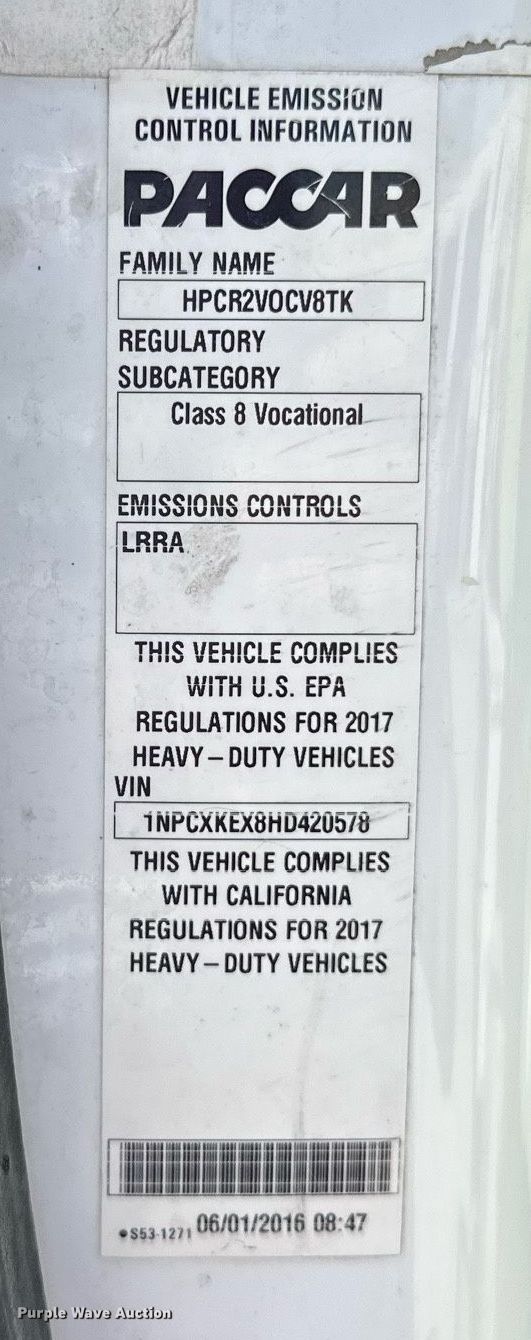 VEHICLE EMISSION
CONTROL INFORMATION
PACCAR
FAMILY NAME
HPCR2VOCV8TK
REGULATORY
SUBCATEGORY
Class 8 Vocational
EMISSIONS CONTROLS
LRRA
THIS VEHICLE COMPLIES
WITH U.S. EPA
REGULATIONS FOR 2017
HEAVY-DUTY VEHICLES
VIN
1NPCXKEX8HD420578
THIS VEHICLE COMPLIES
WITH CALIFORNIA
REGULATIONS FOR 2017
HEAVY-DUTY VEHICLES
S53-1271 06/01/2016 08:47
Purple Wave Auction